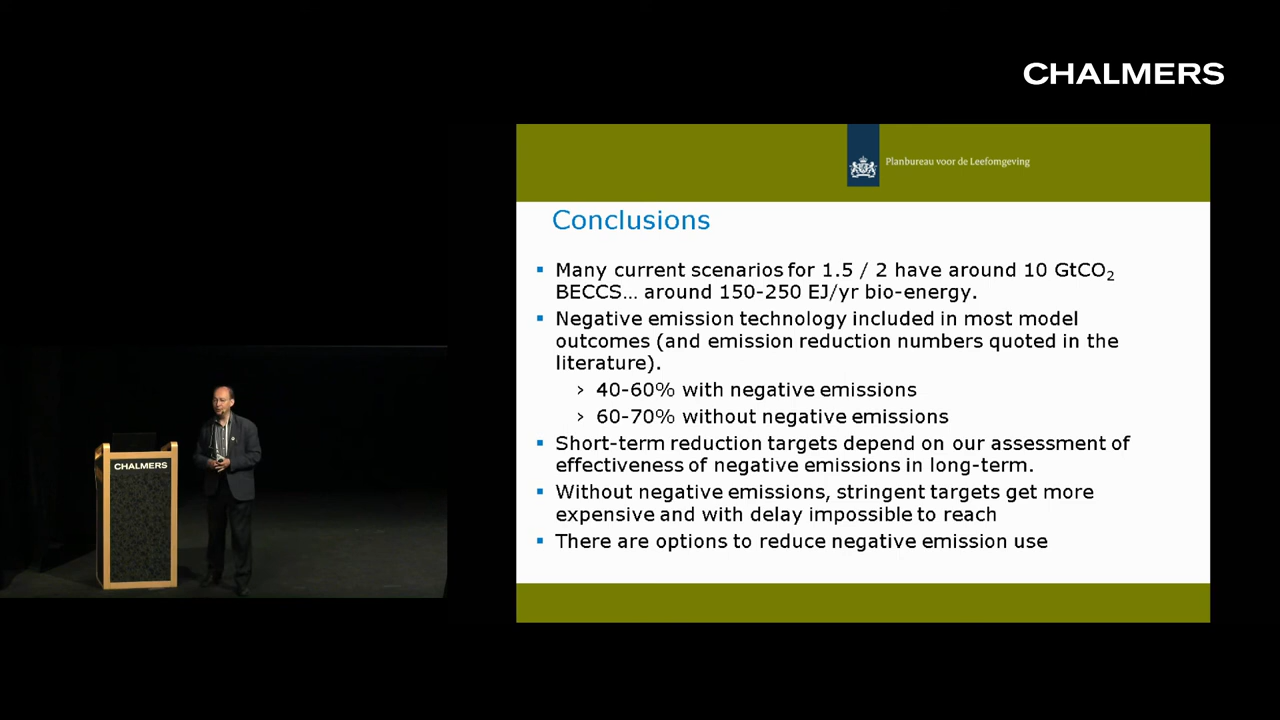 CHALMERS
Planbureau voor de Leefomgeving
Conclusions
▪ Many current scenarios for 1.5 / 2 have around 10 GtCO₂
BECCS… around 150-250 EJ/yr bio-energy.
▪ Negative emission technology included in most model
outcomes (and emission reduction numbers quoted in the
literature).
› 40-60% with negative emissions
› 60-70% without negative emissions
▪ Short-term reduction targets depend on our assessment of
effectiveness of negative emissions in long-term.
▪ Without negative emissions, stringent targets get more
expensive and with delay impossible to reach
▪ There are options to reduce negative emission use
CHALMERS